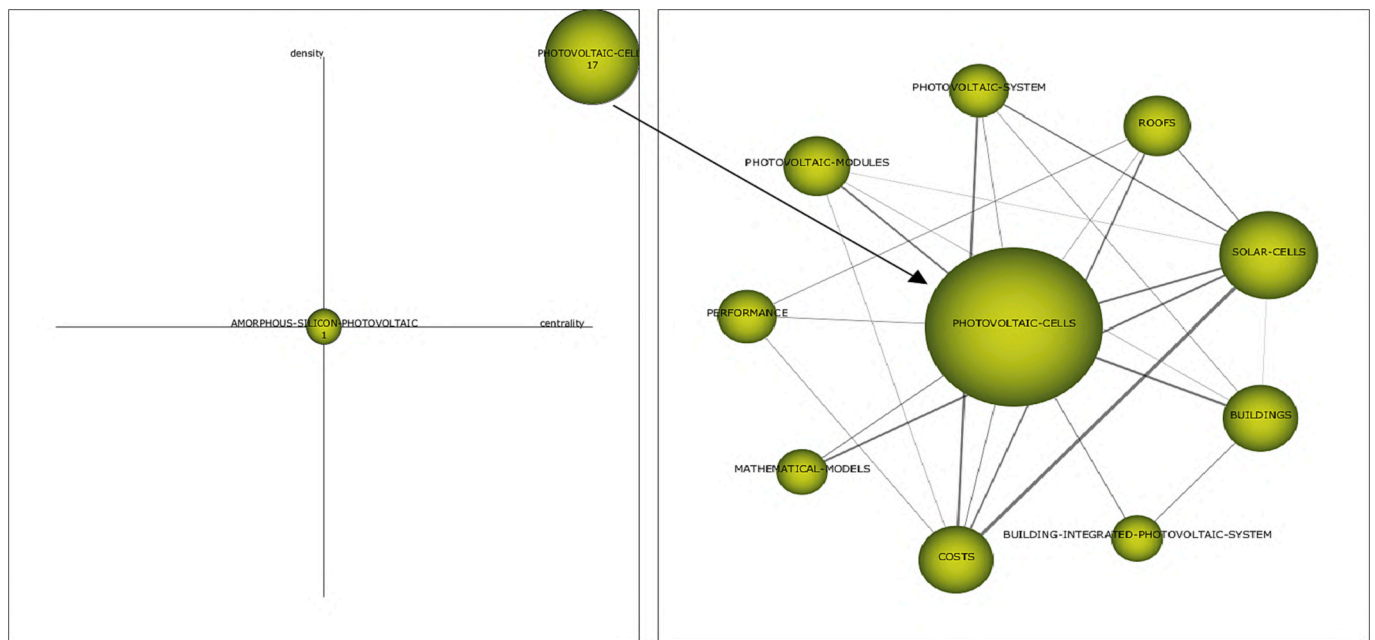 density
PHOTOVOLTAIC-CELL
17
AMORPHOUS-SILICON-PHOTOVOLTAIC
1
centrality
PHOTOVOLTAIC-SYSTEM
ROOFS
PHOTOVOLTAIC-MODULES
SOLAR-CELLS
PERFORMANCE
PHOTOVOLTAIC-CELLS
BUILDINGS
MATHEMATICAL-MODELS
BUILDING-INTEGRATED-PHOTOVOLTAIC-SYSTEM
COSTS